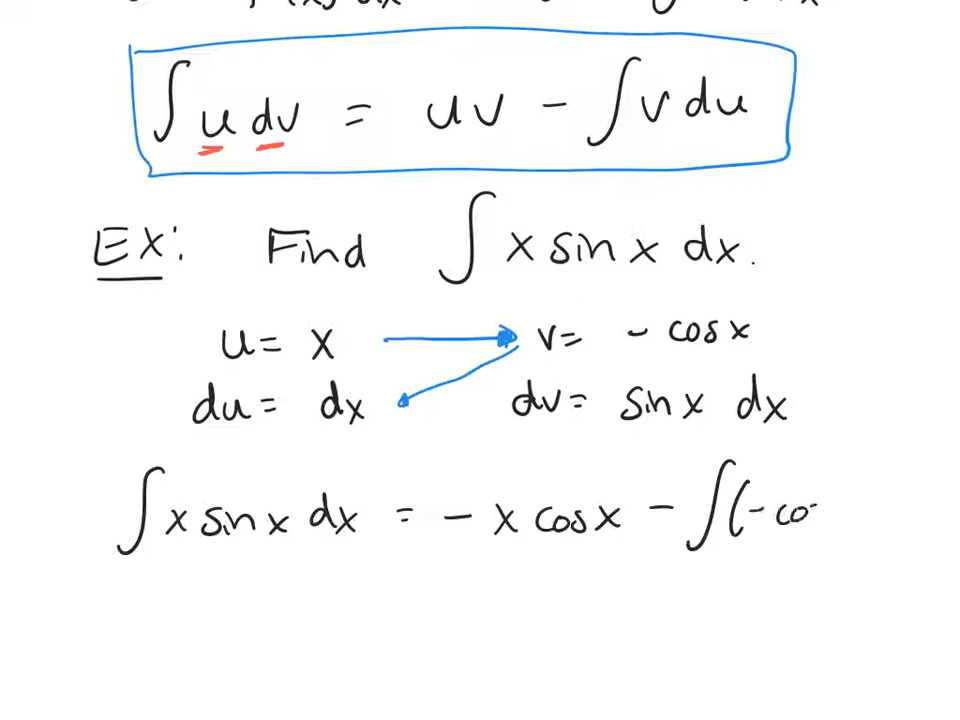 ∫ u dv = uv - ∫ v du
EX: Find ∫ x sin x dx.
u = x v = - cos x
du = dx dv = sin x dx
∫ x sin x dx = - x cos x - ∫(- co